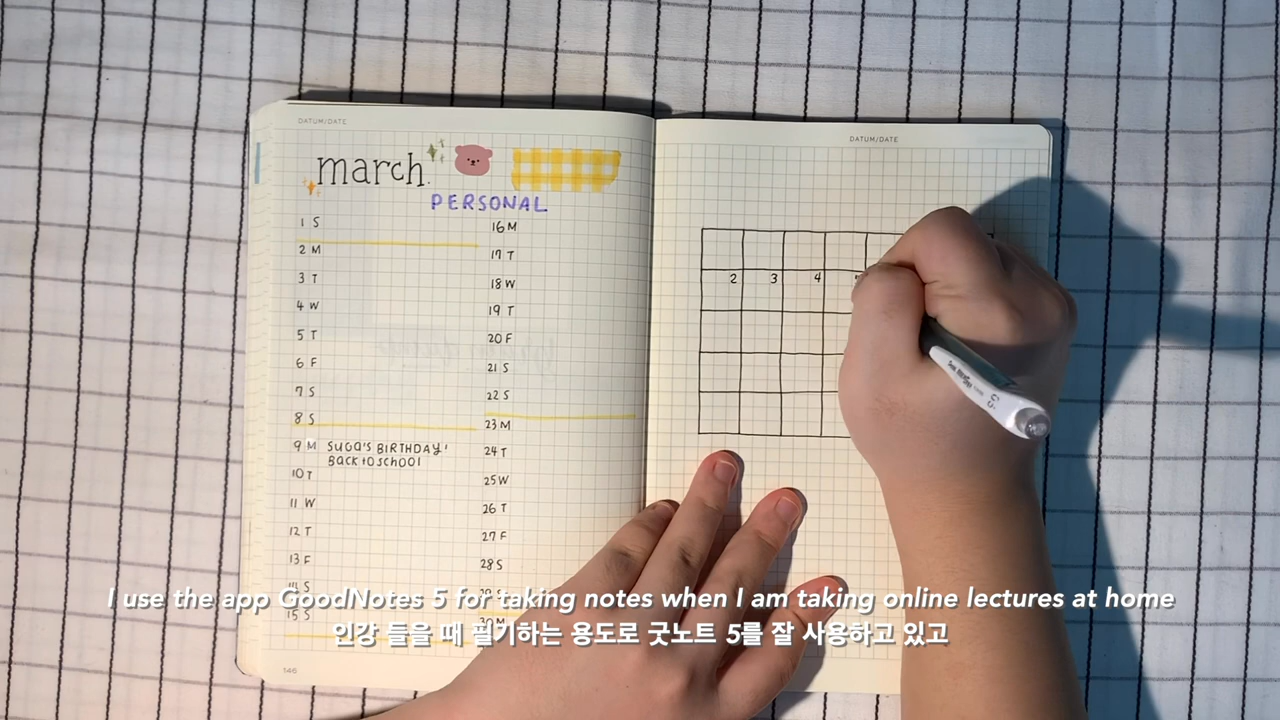 DATUM/DATE
march.
PERSONAL
1 S
2 M
3 T
4 W
5 T
6 F
7 S
8 S
9 M SUGA'S BIRTHDAY!
BACK to SCHOOl
10 T
11 W
12 T
13 F
14 S
15 S
16 M
17 T
18 W
19 T
20 F
21 S
22 S
23 M
24 T
25 W
26 T
27 F
28 S
30 M
146
DATUM/DATE
2 3 4
I use the app GoodNotes 5 for taking notes when I am taking online lectures at home
인강 들을 때 필기하는 용도로 굿노트 5를 잘 사용하고 있고